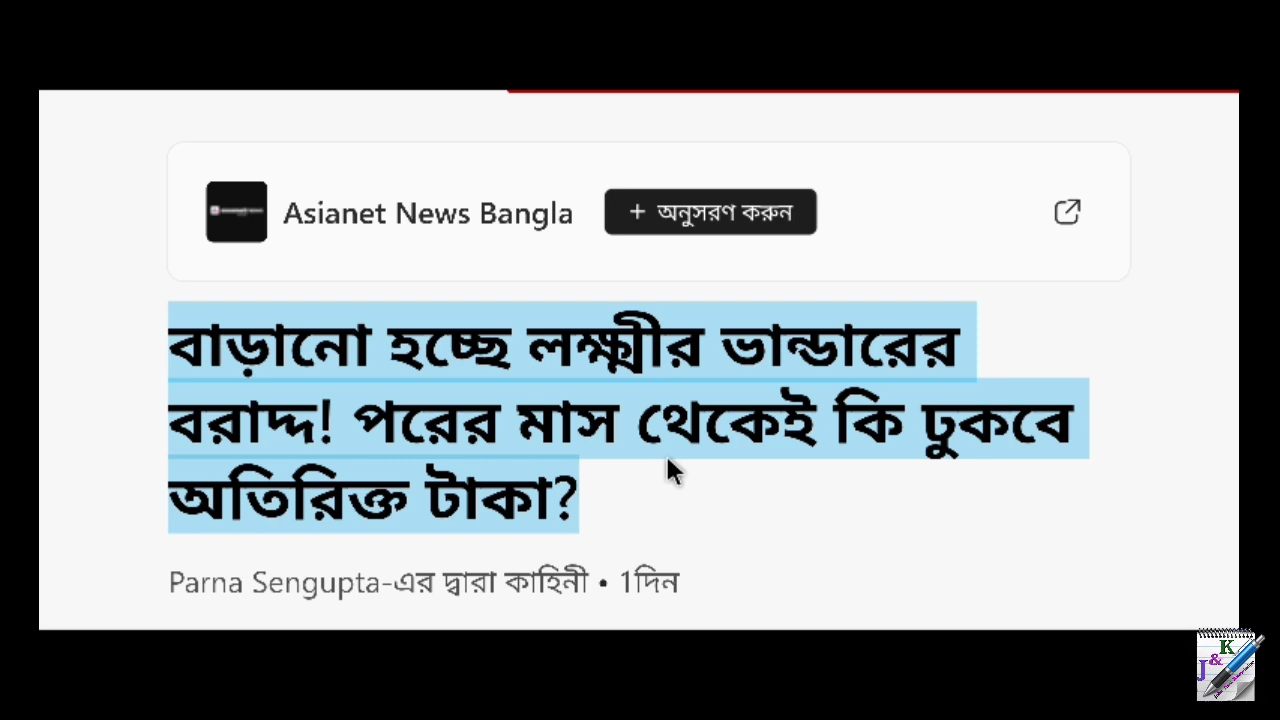 Asianet News Bangla
+ অনুসরণ করুন
বাড়ানো হচ্ছে লক্ষ্মীর ভান্ডারের
বরাদ্দ! পরের মাস থেকেই কি ঢুকবে
অতিরিক্ত টাকা?
Parna Sengupta-এর দ্বারা কাহিনী • 1দিন
J&K